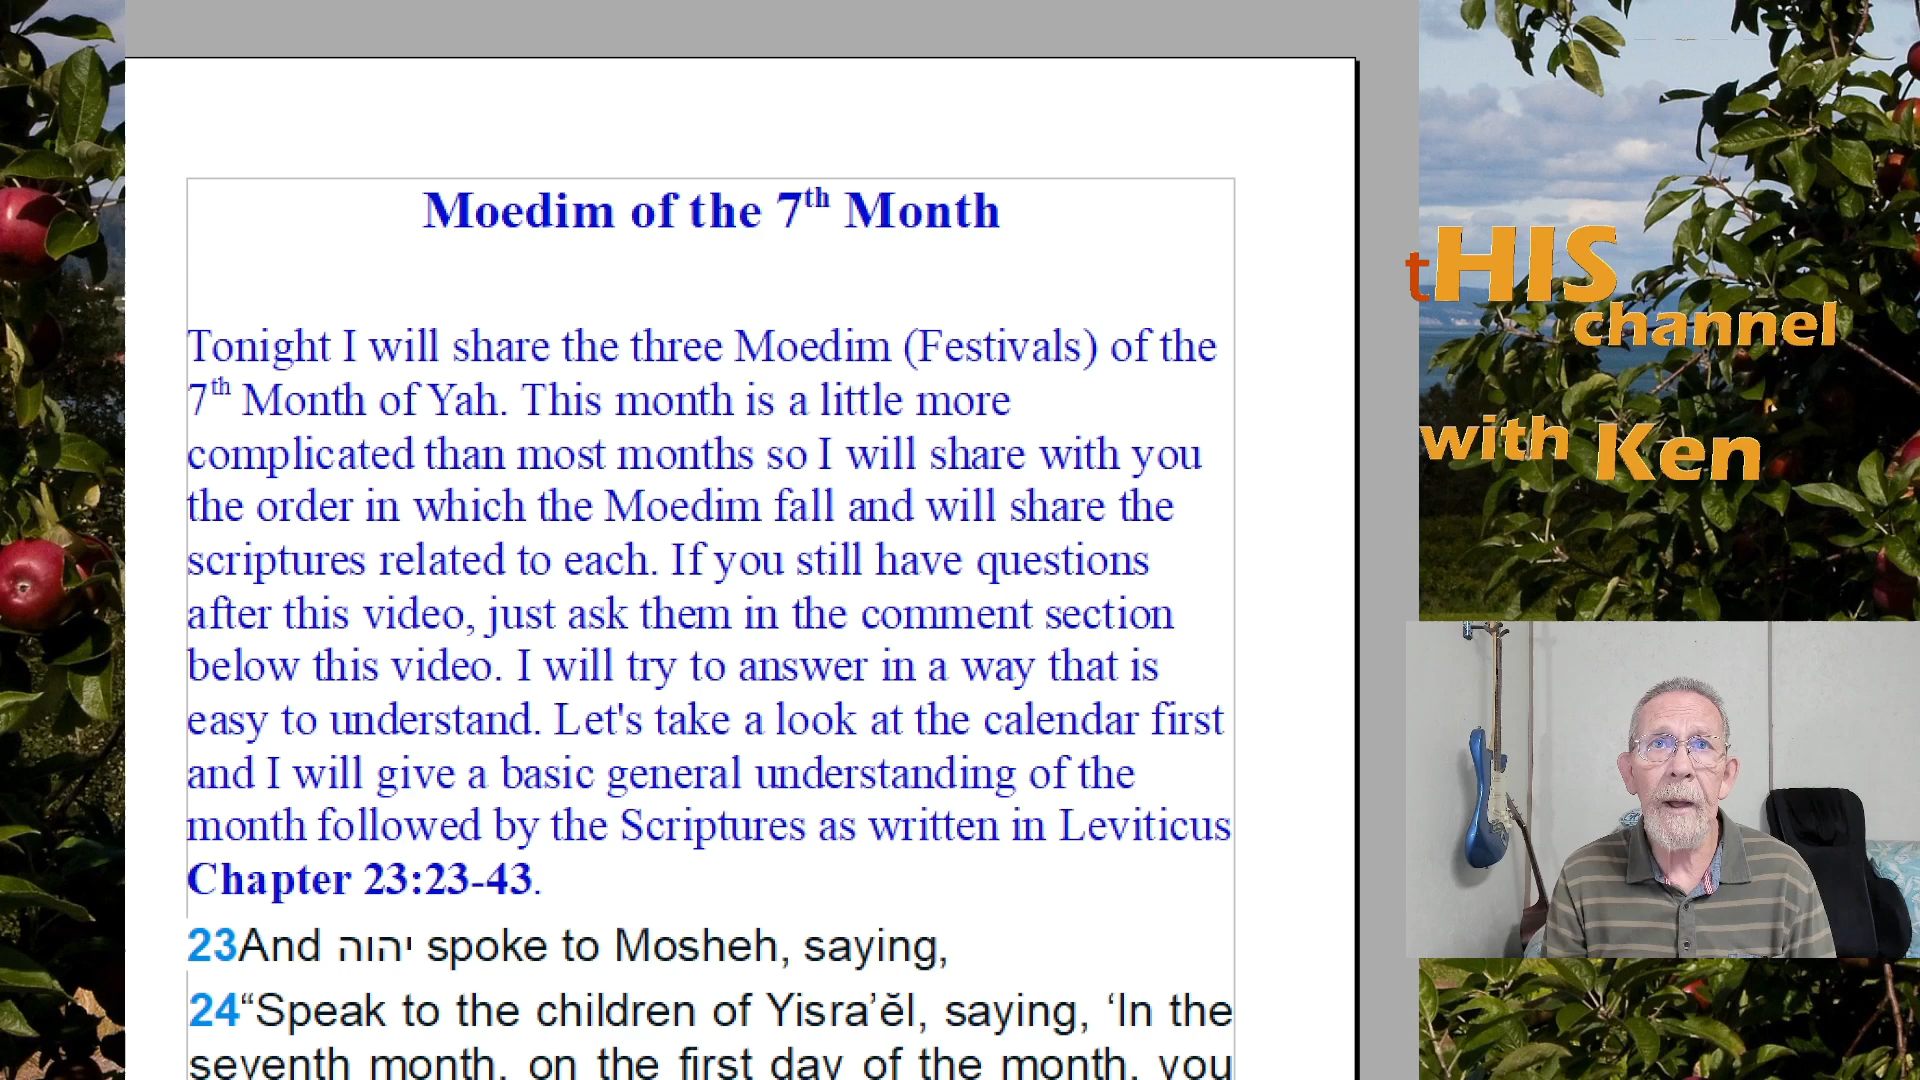 Moedim of the 7th Month
Tonight I will share the three Moedim (Festivals) of the
7th Month of Yah. This month is a little more
complicated than most months so I will share with you
the order in which the Moedim fall and will share the
scriptures related to each. If you still have questions
after this video, just ask them in the comment section
below this video. I will try to answer in a way that is
easy to understand. Let's take a look at the calendar first
and I will give a basic general understanding of the
month followed by the Scriptures as written in Leviticus
Chapter 23:23-43.
23And יהוה spoke to Mosheh, saying,
24“Speak to the children of Yisra’ĕl, saying, ‘In the
seventh month, on the first day of the month, you
tHIS
channel
with Ken